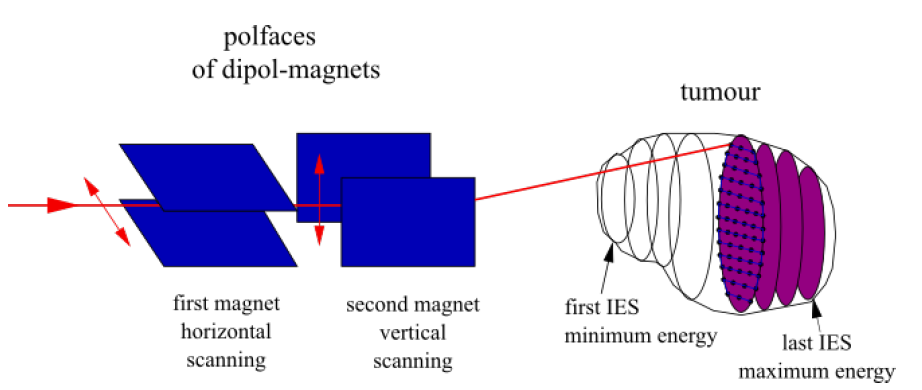 polfaces
of dipol-magnets
tumour
first magnet
horizontal
scanning
second magnet
vertical
scanning
first IES
minimum energy
last IES
maximum energy